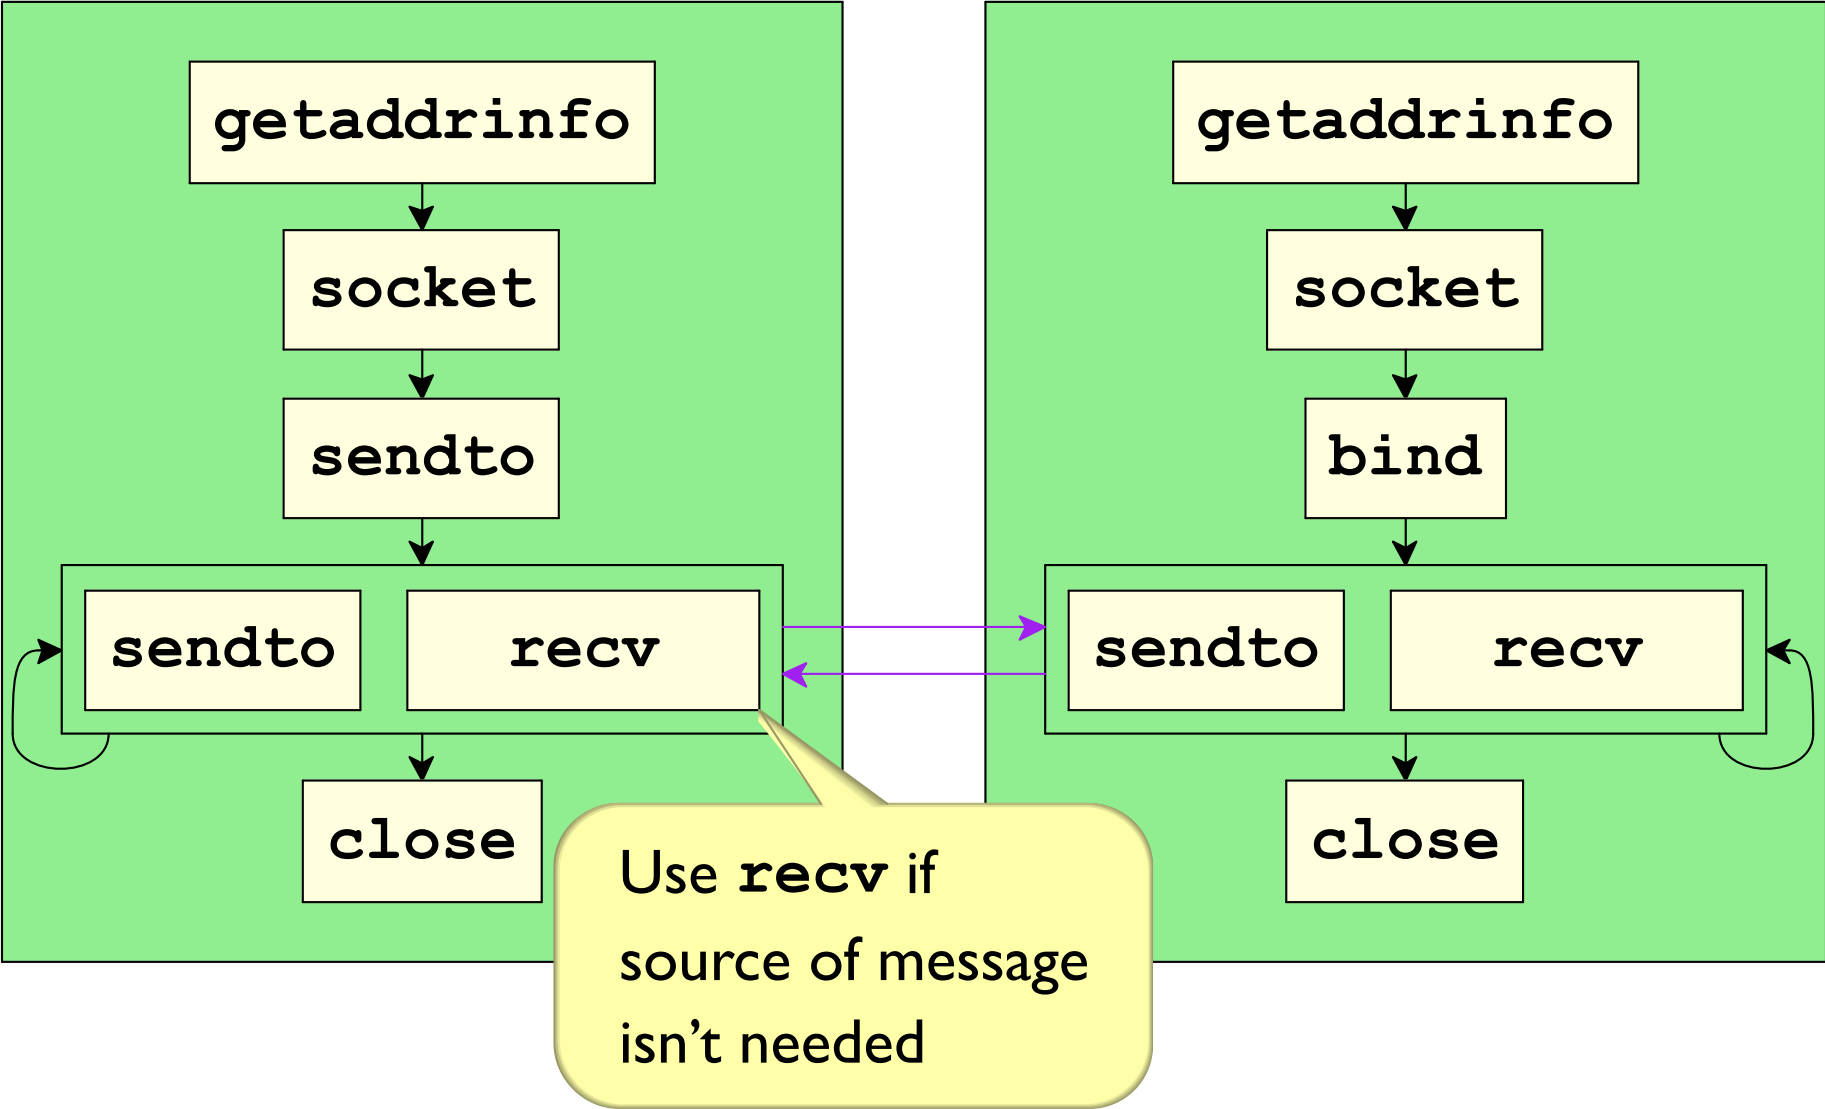 getaddrinfo
socket
sendto
sendto recv
close
getaddrinfo
socket
bind
sendto recv
close
Use recv if
source of message
isn’t needed